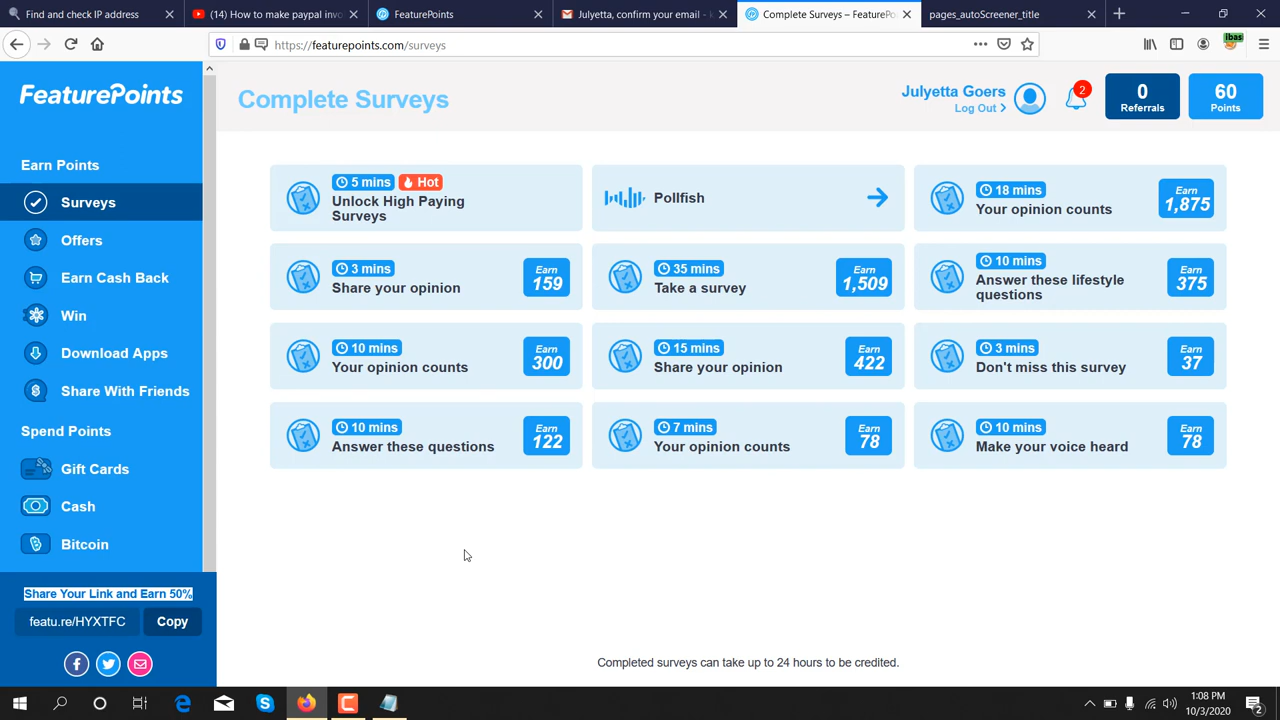 Find and check IP address
(14) How to make paypal invo
FeaturePoints
Julyetta, confirm your email - k
Complete Surveys – FeaturePo
pages_autoScreener_title
https://featurepoints.com/surveys
ibas
FeaturePoints
Earn Points
Surveys
Offers
Earn Cash Back
Win
Download Apps
Share With Friends
Spend Points
Gift Cards
Cash
Bitcoin
Share Your Link and Earn 50%
featu.re/HYXTFC
Copy
Complete Surveys
Julyetta Goers
Log Out
2
0
Referrals
60
Points
5 mins
Hot
Unlock High Paying
Surveys
Pollfish
18 mins
Your opinion counts
Earn
1,875
3 mins
Share your opinion
Earn
159
35 mins
Take a survey
Earn
1,509
10 mins
Answer these lifestyle
questions
Earn
375
10 mins
Your opinion counts
Earn
300
15 mins
Share your opinion
Earn
422
3 mins
Don't miss this survey
Earn
37
10 mins
Answer these questions
Earn
122
7 mins
Your opinion counts
Earn
78
10 mins
Make your voice heard
Earn
78
Completed surveys can take up to 24 hours to be credited.
1:08 PM
10/3/2020
2